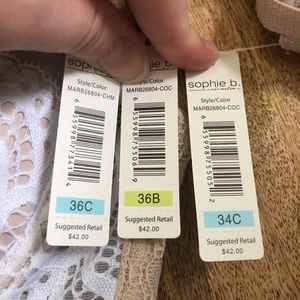 sophie b.
Style/Color
MARB26804-CHM
36C
Suggested Retail
$42.00
sophie b.
Style/Color
MARB26804-COC
36B
Suggested Retail
$42.00
sophie b.
Style/Color
MARB26804-COC
34C
Suggested Retail
$42.00